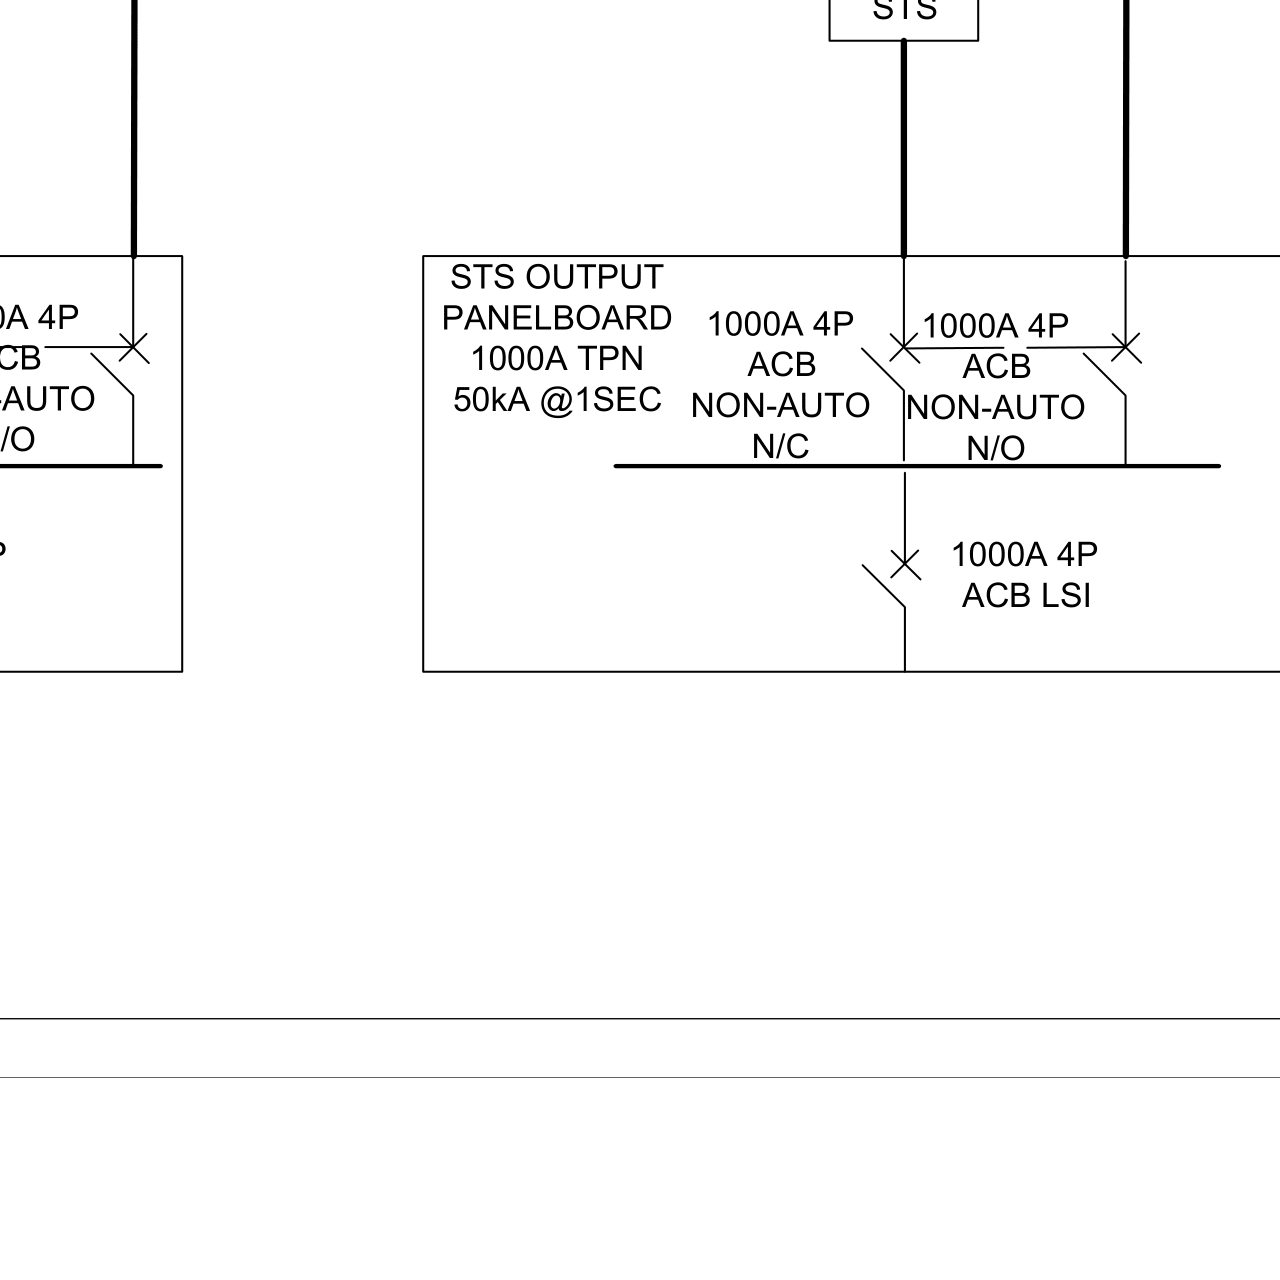 STS
STS OUTPUT
PANELBOARD
1000A TPN
50kA @1SEC
1000A 4P
ACB
NON-AUTO
N/C
1000A 4P
ACB
NON-AUTO
N/O
1000A 4P
ACB LSI
0A 4P
CB
-AUTO
/O